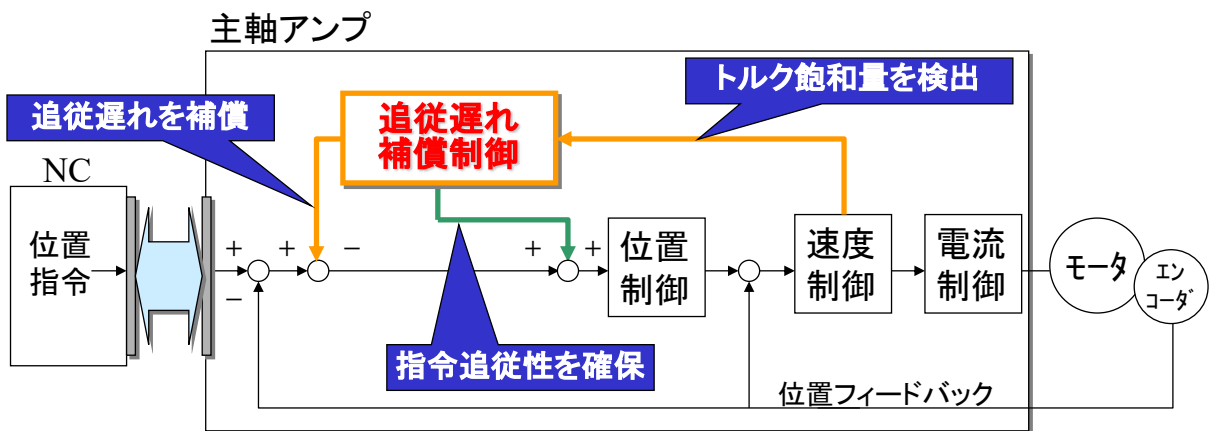 主軸アンプ
トルク飽和量を検出
追従遅れを補償
追従遅れ
補償制御
NC
位置
指令
+
−
+
−
+
+
位置
制御
速度
制御
電流
制御
モータ
エン
コーダ
指令追従性を確保
位置フィードバック